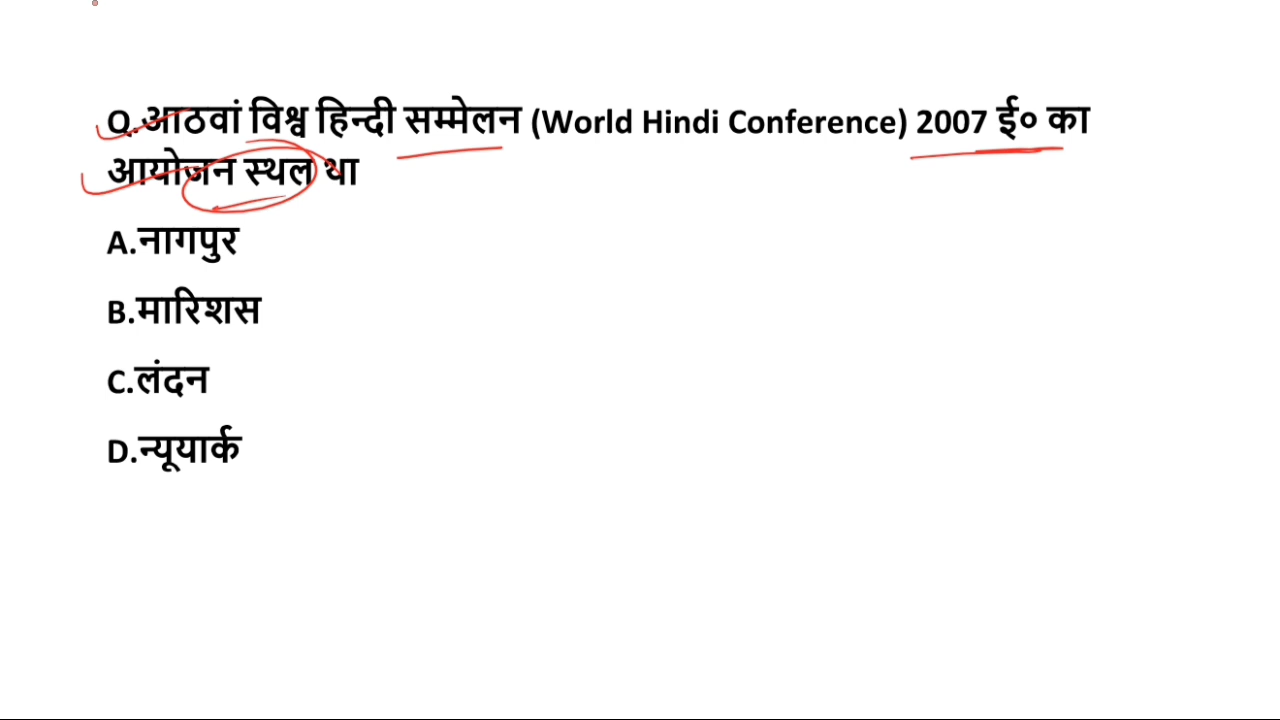 Q.आठवां विश्व हिन्दी सम्मेलन (World Hindi Conference) 2007 ई० का
आयोजन स्थल था
A.नागपुर
B.मारिशस
C.लंदन
D.न्यूयार्क